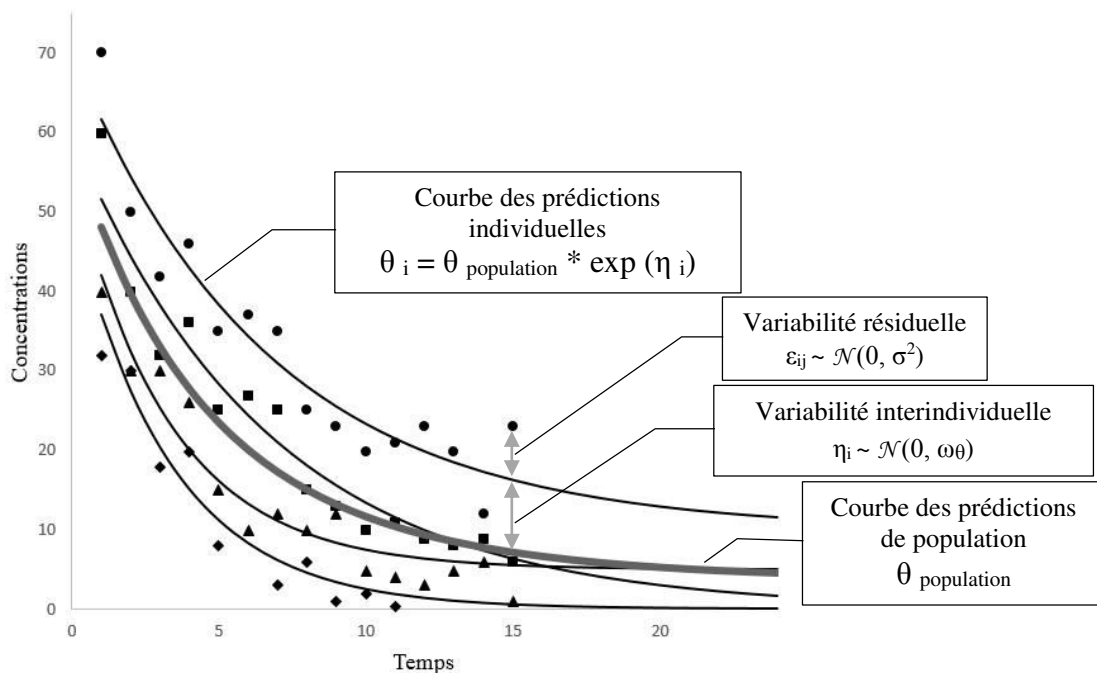 70
60
50
40
30
20
10
0
Concentrations
0
5
10
15
20
Temps
Courbe des prédictions
individuelles
θ i = θ population * exp (η i)
Variabilité résiduelle
εij ~ 𝒩(0, σ²)
Variabilité interindividuelle
ηi ~ 𝒩(0, ωθ)
Courbe des prédictions
de population
θ population